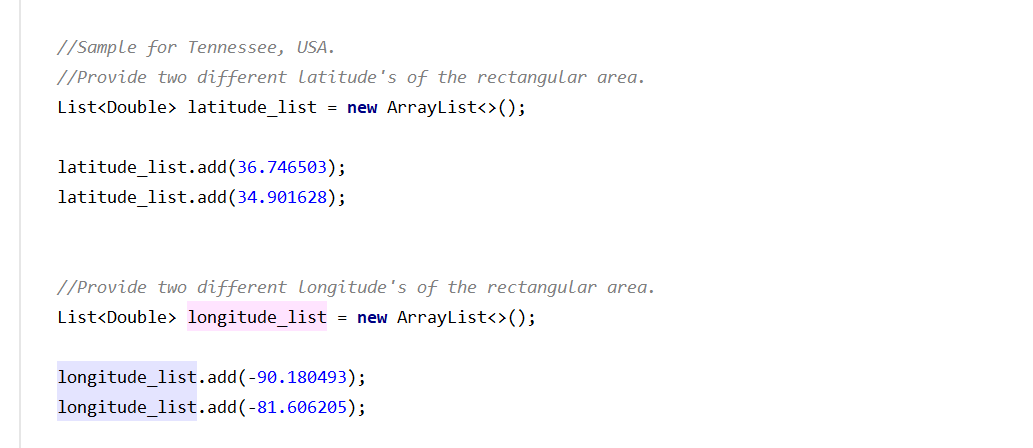 //Sample for Tennessee, USA.
//Provide two different latitude's of the rectangular area.
List<Double> latitude_list = new ArrayList<>();
latitude_list.add(36.746503);
latitude_list.add(34.901628);
//Provide two different longitude's of the rectangular area.
List<Double> longitude_list = new ArrayList<>();
longitude_list.add(-90.180493);
longitude_list.add(-81.606205);